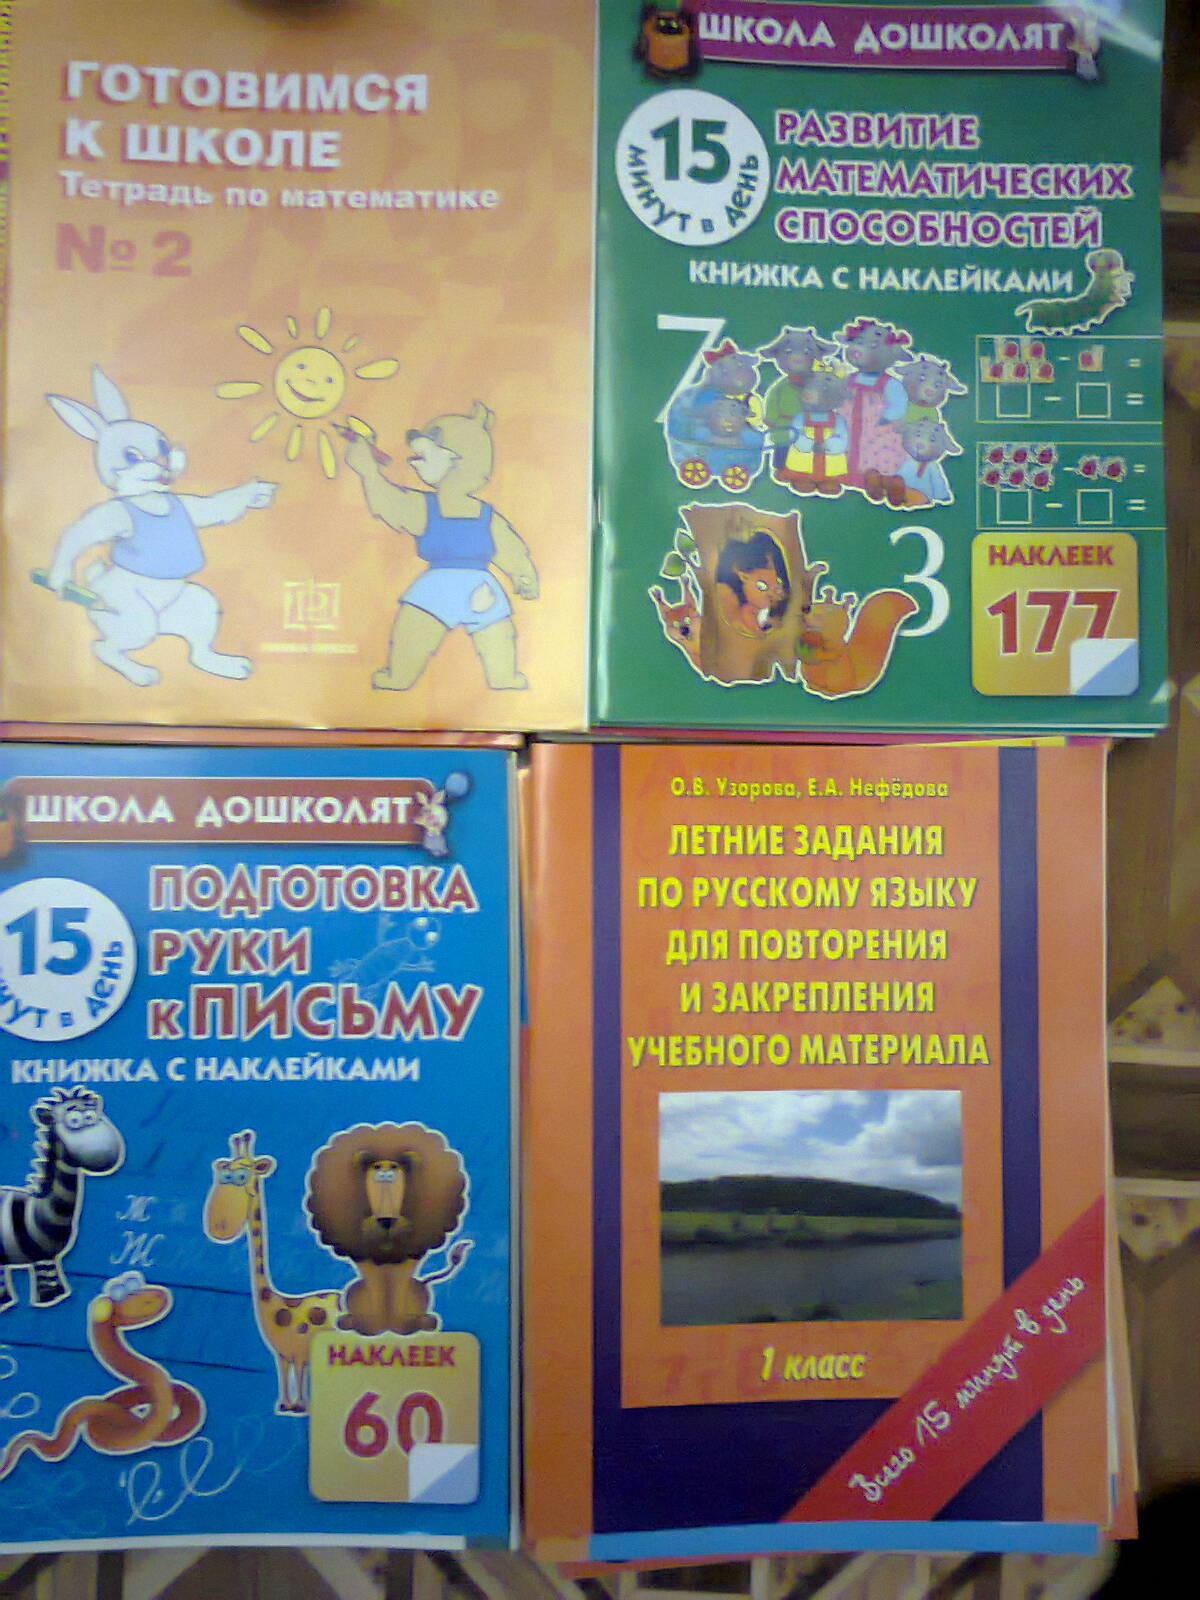 ГОТОВИМСЯ
К ШКОЛЕ
Тетрадь по математике
№ 2
ШКОЛА ДОШКОЛЯТ
15
МИНУТ В ДЕНЬ
РАЗВИТИЕ
МАТЕМАТИЧЕСКИХ
СПОСОБНОСТЕЙ
КНИЖКА С НАКЛЕЙКАМИ
7
- =
- =
- =
- =
3
НАКЛЕЕК
177
ШКОЛА ДОШКОЛЯТ
15
НУТ В ДЕНЬ
ПОДГОТОВКА
РУКИ
К ПИСЬМУ
КНИЖКА С НАКЛЕЙКАМИ
Ж
Ж
НАКЛЕЕК
60
О.В. Узорова, Е.А. Нефёдова
ЛЕТНИЕ ЗАДАНИЯ
ПО РУССКОМУ ЯЗЫКУ
ДЛЯ ПОВТОРЕНИЯ
И ЗАКРЕПЛЕНИЯ
УЧЕБНОГО МАТЕРИАЛА
1 класс
Всего 15 минут в день